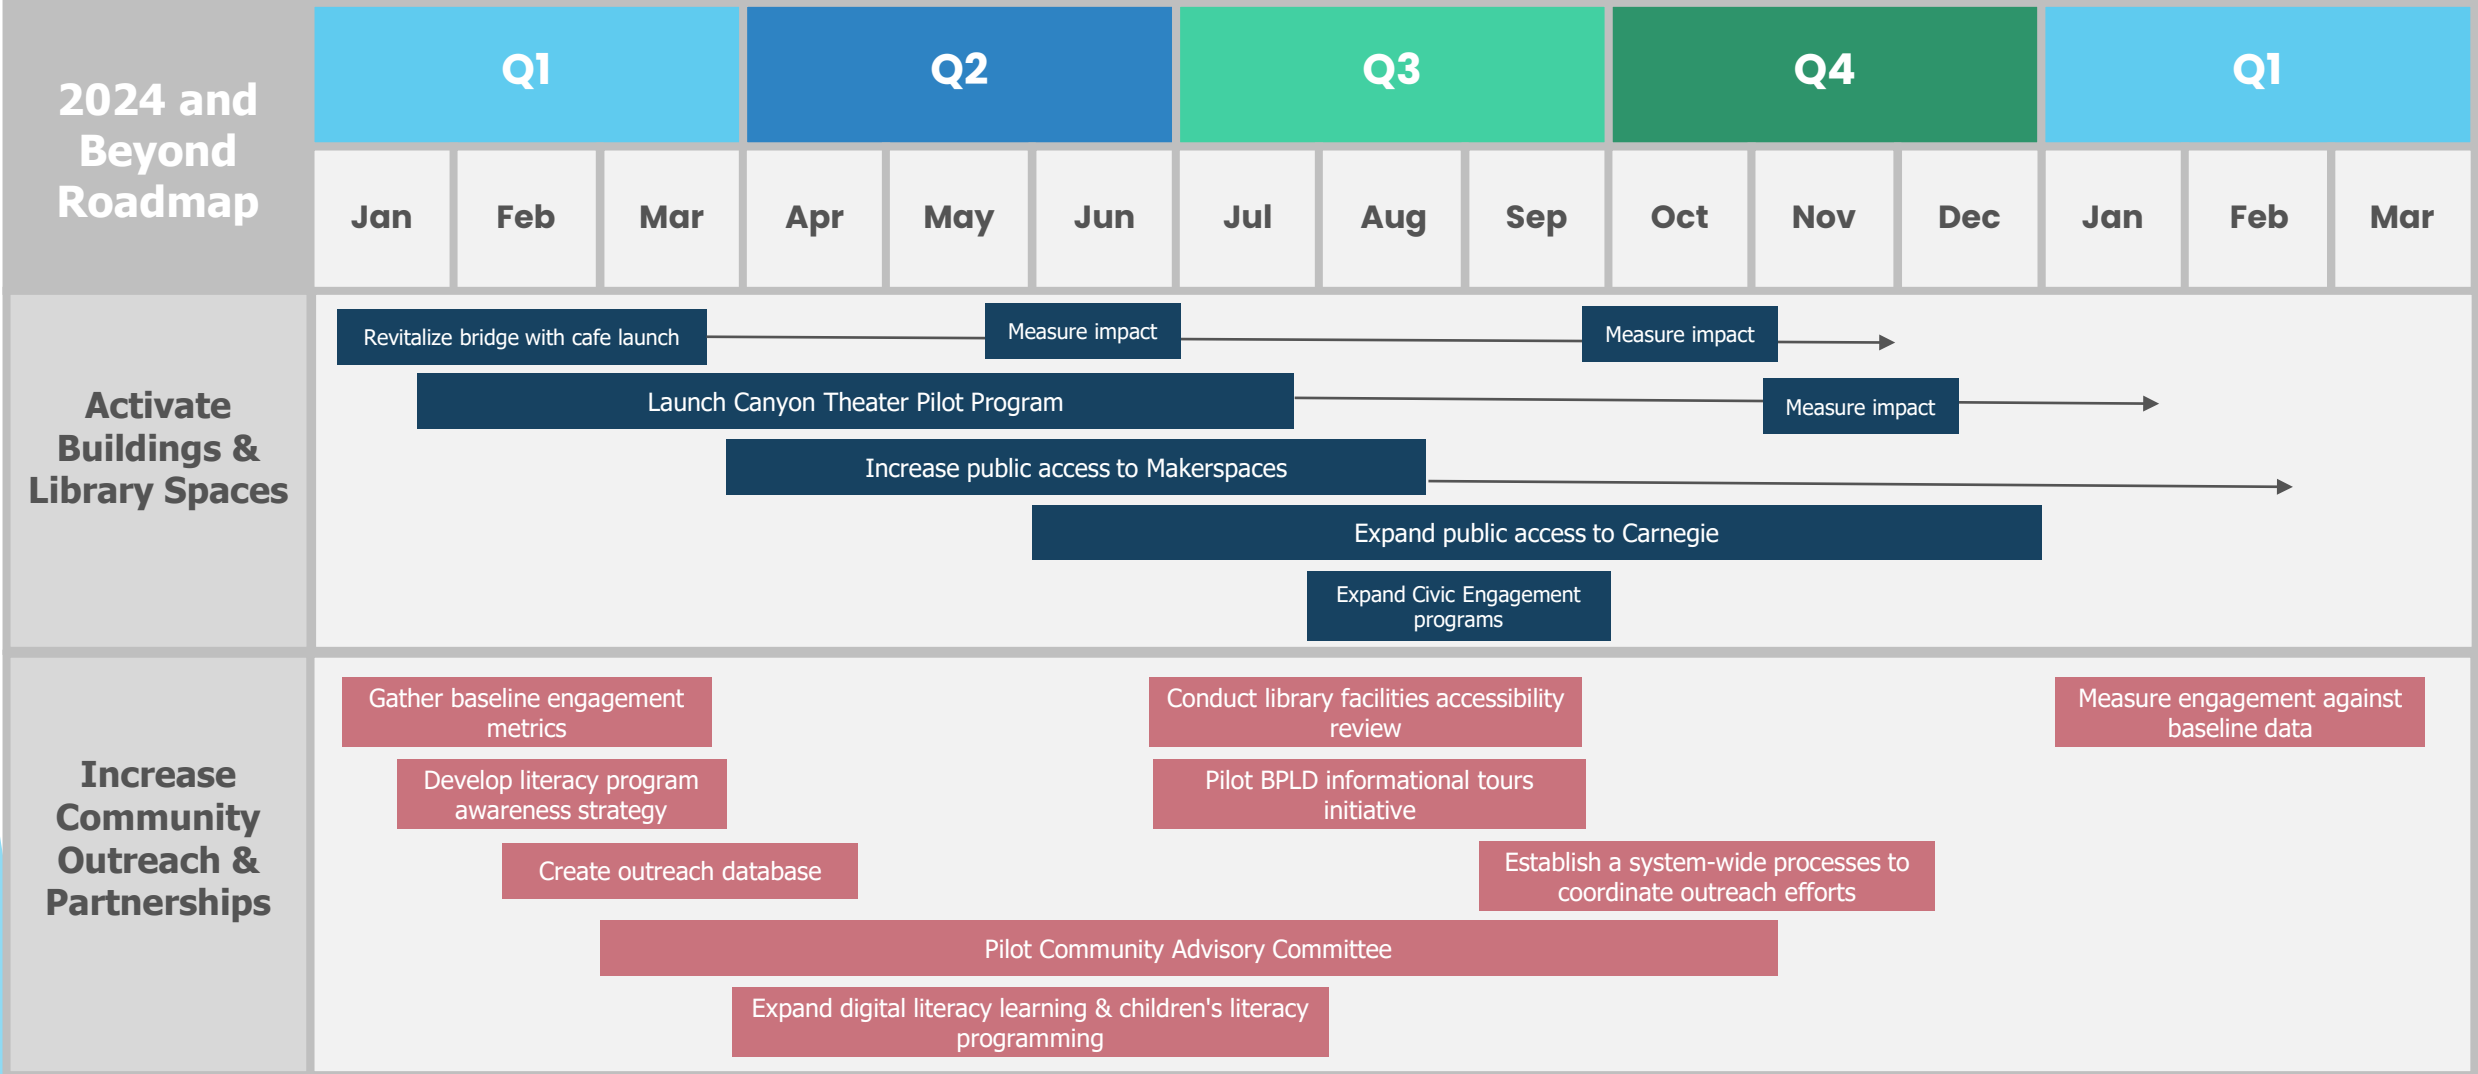 2024 and
Beyond
Roadmap
Q1
Q2
Q3
Q4
Q1
Jan
Feb
Mar
Apr
May
Jun
Jul
Aug
Sep
Oct
Nov
Dec
Jan
Feb
Mar
Activate
Buildings &
Library Spaces
Revitalize bridge with cafe launch
Measure impact
Measure impact
Launch Canyon Theater Pilot Program
Measure impact
Increase public access to Makerspaces
Expand public access to Carnegie
Expand Civic Engagement
programs
Increase
Community
Outreach &
Partnerships
Gather baseline engagement
metrics
Conduct library facilities accessibility
review
Measure engagement against
baseline data
Develop literacy program
awareness strategy
Pilot BPLD informational tours
initiative
Create outreach database
Establish a system-wide processes to
coordinate outreach efforts
Pilot Community Advisory Committee
Expand digital literacy learning & children's literacy
programming